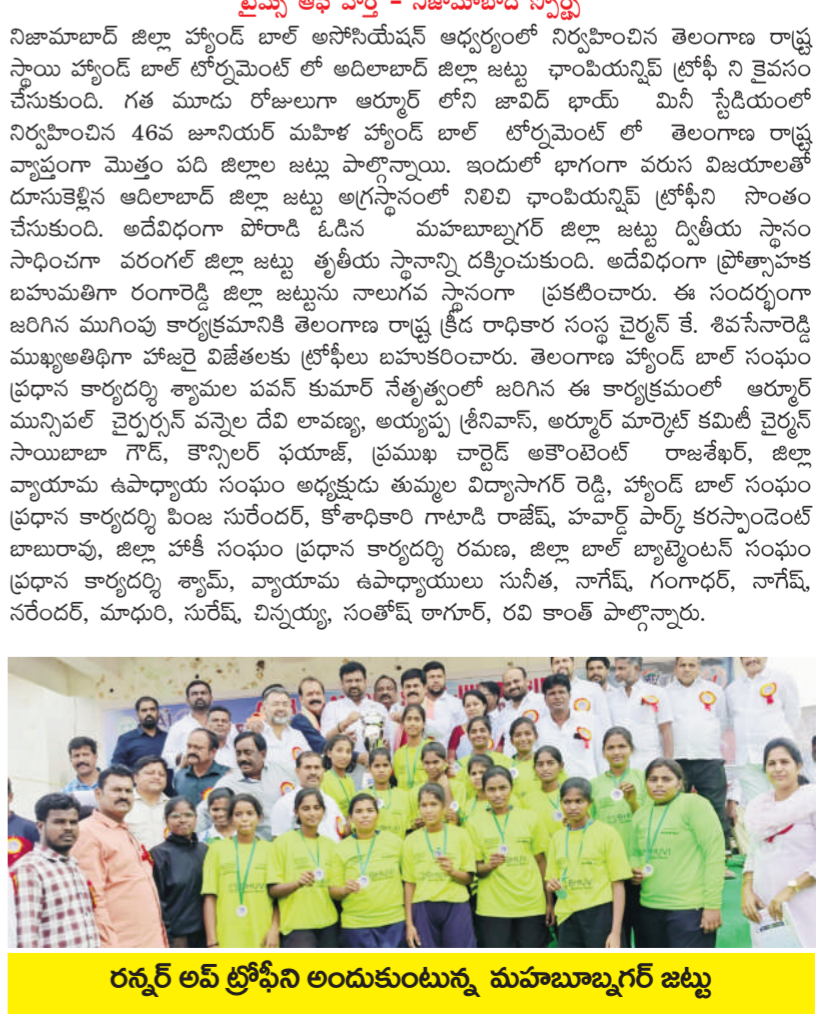 టైమ్స్ ఆఫ్ వార్త – నిజామాబాద్ స్పోర్ట్స్
నిజామాబాద్ జిల్లా హ్యాండ్ బాల్ అసోసియేషన్ ఆధ్వర్యంలో నిర్వహించిన తెలంగాణ రాష్ట్ర
స్థాయి హ్యాండ్ బాల్ టోర్నమెంట్ లో అదిలాబాద్ జిల్లా జట్టు ఛాంపియన్షిప్ ట్రోఫీ ని కైవసం
చేసుకుంది. గత మూడు రోజులుగా ఆర్మూర్ లోని జావిద్ భాయ్ మినీ స్టేడియంలో
నిర్వహించిన 46వ జూనియర్ మహిళ హ్యాండ్ బాల్ టోర్నమెంట్ లో తెలంగాణ రాష్ట్ర
వ్యాప్తంగా మొత్తం పది జిల్లాల జట్లు పాల్గొన్నాయి. ఇందులో భాగంగా వరుస విజయాలతో
దూసుకెళ్లిన ఆదిలాబాద్ జిల్లా జట్టు అగ్రస్థానంలో నిలిచి ఛాంపియన్షిప్ ట్రోఫీని సొంతం
చేసుకుంది. అదేవిధంగా పోరాడి ఓడిన మహబూబ్నగర్ జిల్లా జట్టు ద్వితీయ స్థానం
సాధించగా వరంగల్ జిల్లా జట్టు తృతీయ స్థానాన్ని దక్కించుకుంది. అదేవిధంగా ప్రోత్సాహక
బహుమతిగా రంగారెడ్డి జిల్లా జట్టును నాలుగవ స్థానంగా ప్రకటించారు. ఈ సందర్భంగా
జరిగిన ముగింపు కార్యక్రమానికి తెలంగాణ రాష్ట్ర క్రీడ రాధికార సంస్థ చైర్మన్ కే. శివసేనారెడ్డి
ముఖ్యఅతిథిగా హాజరై విజేతలకు ట్రోఫీలు బహుకరించారు. తెలంగాణ హ్యాండ్ బాల్ సంఘం
ప్రధాన కార్యదర్శి శ్యామల పవన్ కుమార్ నేతృత్వంలో జరిగిన ఈ కార్యక్రమంలో ఆర్మూర్
మున్సిపల్ చైర్పర్సన్ వన్నెల దేవి లావణ్య, అయ్యప్ప శ్రీనివాస్, అర్మూర్ మార్కెట్ కమిటీ చైర్మన్
సాయిబాబా గౌడ్, కౌన్సిలర్ ఫయాజ్, ప్రముఖ చార్టెడ్ అకౌంటెంట్ రాజశేఖర్, జిల్లా
వ్యాయామ ఉపాధ్యాయ సంఘం అధ్యక్షుడు తుమ్మల విద్యాసాగర్ రెడ్డి, హ్యాండ్ బాల్ సంఘం
ప్రధాన కార్యదర్శి పింజ సురేందర్, కోశాధికారి గాటాడి రాజేష్, హవార్డ్ పార్క్ కరస్పాండెంట్
బాబురావు, జిల్లా హాకీ సంఘం ప్రధాన కార్యదర్శి రమణ, జిల్లా బాల్ బ్యాట్మెంటన్ సంఘం
ప్రధాన కార్యదర్శి శ్యామ్, వ్యాయామ ఉపాధ్యాయులు సునీత, నాగేష్, గంగాధర్, నాగేష్,
నరేందర్, మాధురి, సురేష్, చిన్నయ్య, సంతోష్ ఠాగూర్, రవి కాంత్ పాల్గొన్నారు.
రన్నర్ అప్ ట్రోఫీని అందుకుంటున్న మహబూబ్నగర్ జట్టు